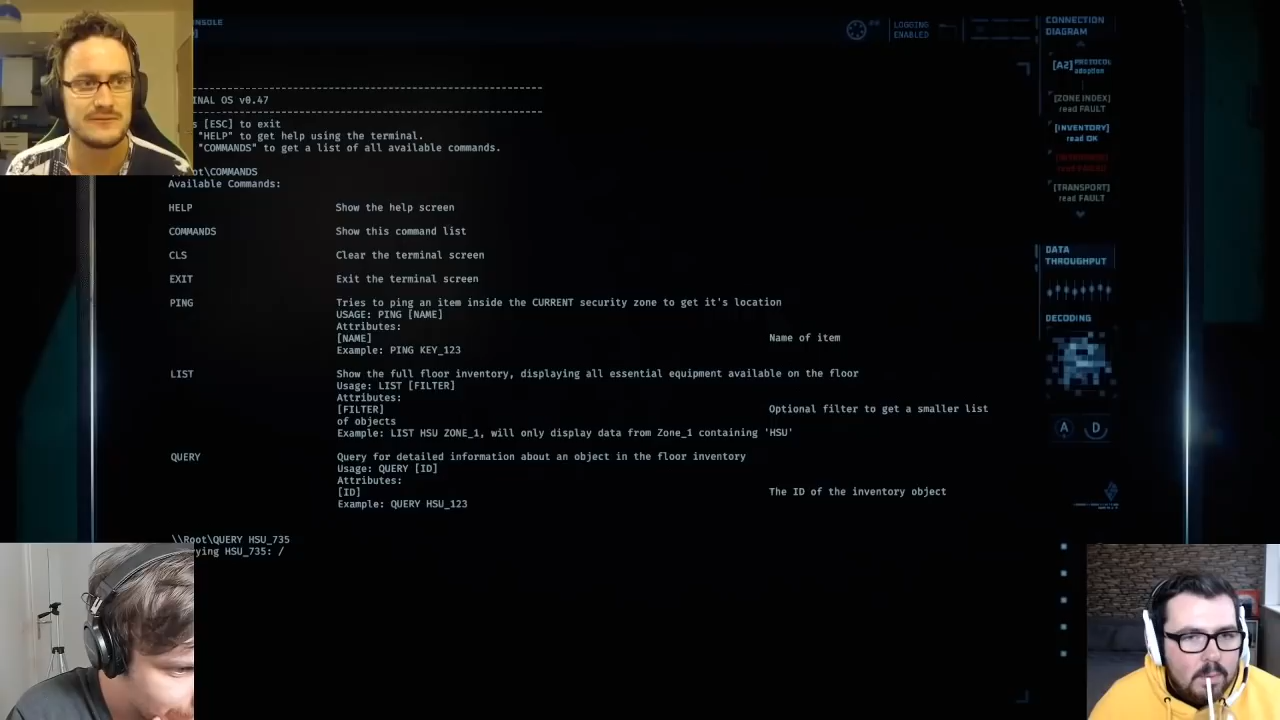 NSOLE
LOGGING
ENABLED
CONNECTION
DIAGRAM
[A2] PROTOCOL
adoption
[ZONE INDEX]
read FAULT
[INVENTORY]
read OK
[TRANSPORT]
read FAULT
DATA
THROUGHPUT
DECODING
A D
-----------------------------------------------------------
INAL OS v0.47
-----------------------------------------------------------
s [ESC] to exit
"HELP" to get help using the terminal.
"COMMANDS" to get a list of all available commands.
\\Root\COMMANDS
Available Commands:
HELP Show the help screen
COMMANDS Show this command list
CLS Clear the terminal screen
EXIT Exit the terminal screen
PING Tries to ping an item inside the CURRENT security zone to get it's location
USAGE: PING [NAME]
Attributes:
[NAME] Name of item
Example: PING KEY_123
LIST Show the full floor inventory, displaying all essential equipment available on the floor
Usage: LIST [FILTER]
Attributes:
[FILTER] Optional filter to get a smaller list
of objects
Example: LIST HSU ZONE_1, will only display data from Zone_1 containing 'HSU'
QUERY Query for detailed information about an object in the floor inventory
Usage: QUERY [ID]
Attributes:
[ID] The ID of the inventory object
Example: QUERY HSU_123
\\Root\QUERY HSU_735
rying HSU_735: /